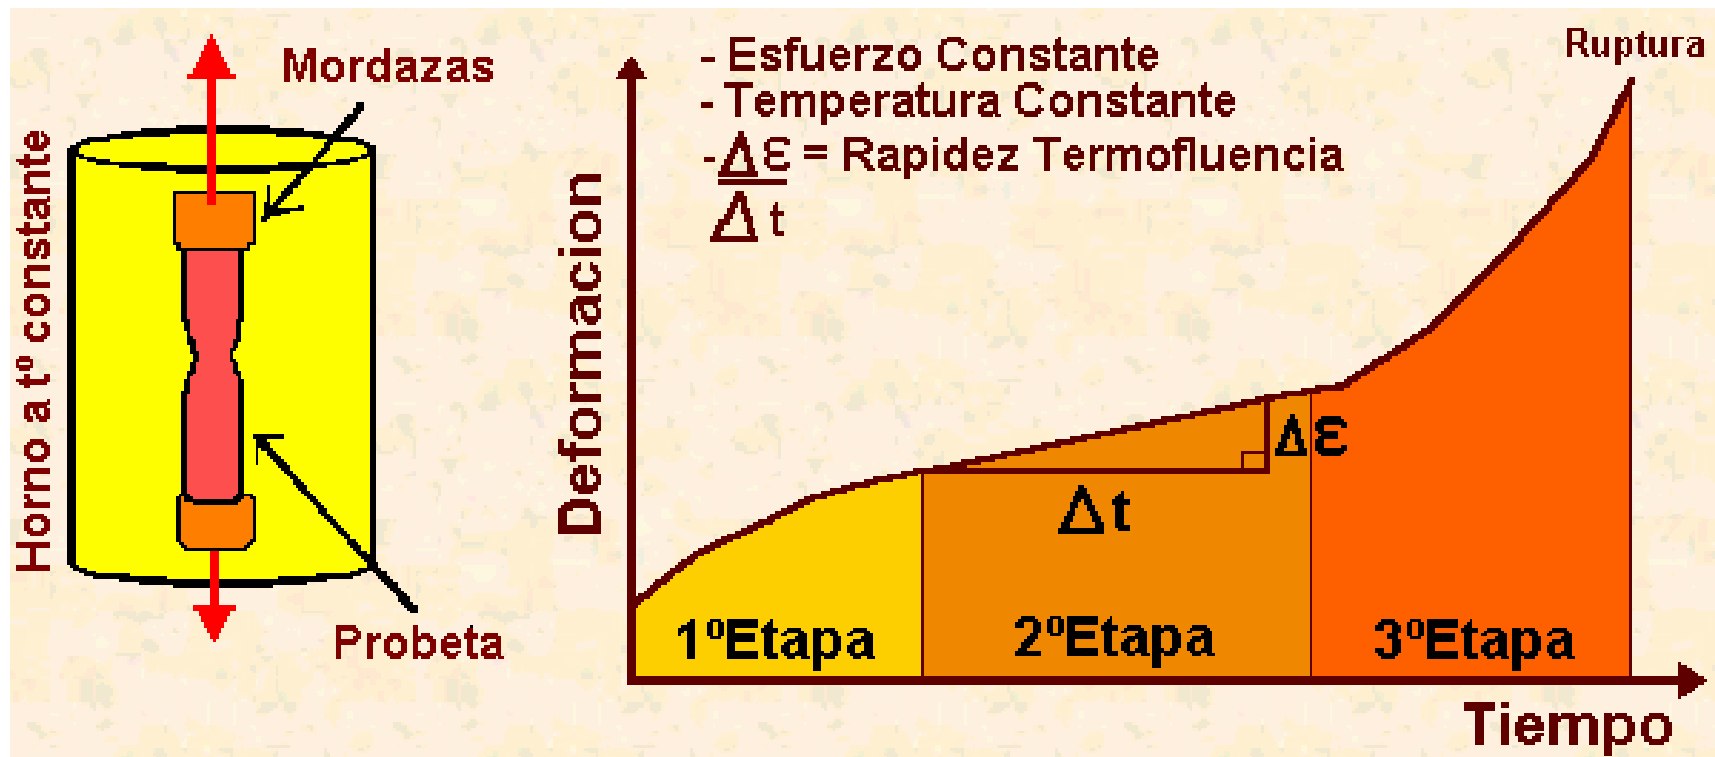 Mordazas
Horno a tº constante
Probeta
- Esfuerzo Constante
- Temperatura Constante
-Δε = Rapidez Termofluencia
Δt
Ruptura
Deformacion
Δε
Δt
1ºEtapa
2ºEtapa
3ºEtapa
Tiempo